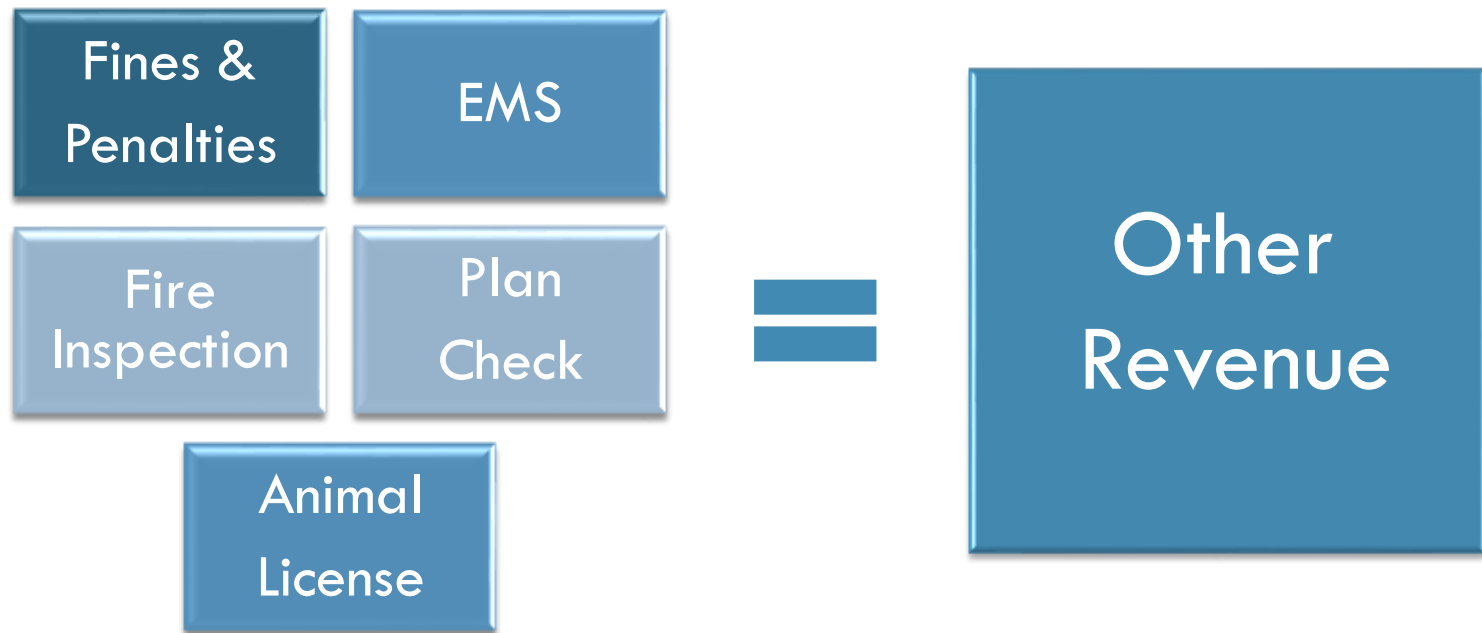 Fines &
Penalties
EMS
Fire
Inspection
Plan
Check
Animal
License
Other
Revenue